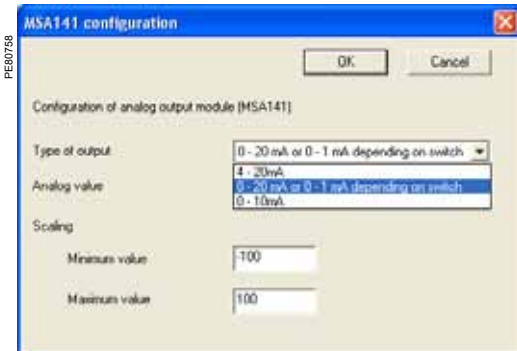 MSA141 configuration
PE80758
OK Cancel
Configuration of analog output module (MSA141)
Type of output 0 - 20 mA or 0 - 1 mA depending on switch
4 - 20mA
Analog value 0 - 20 mA or 0 - 1 mA depending on switch
0 - 10mA
Scaling
Minimum value -100
Maximum value 100